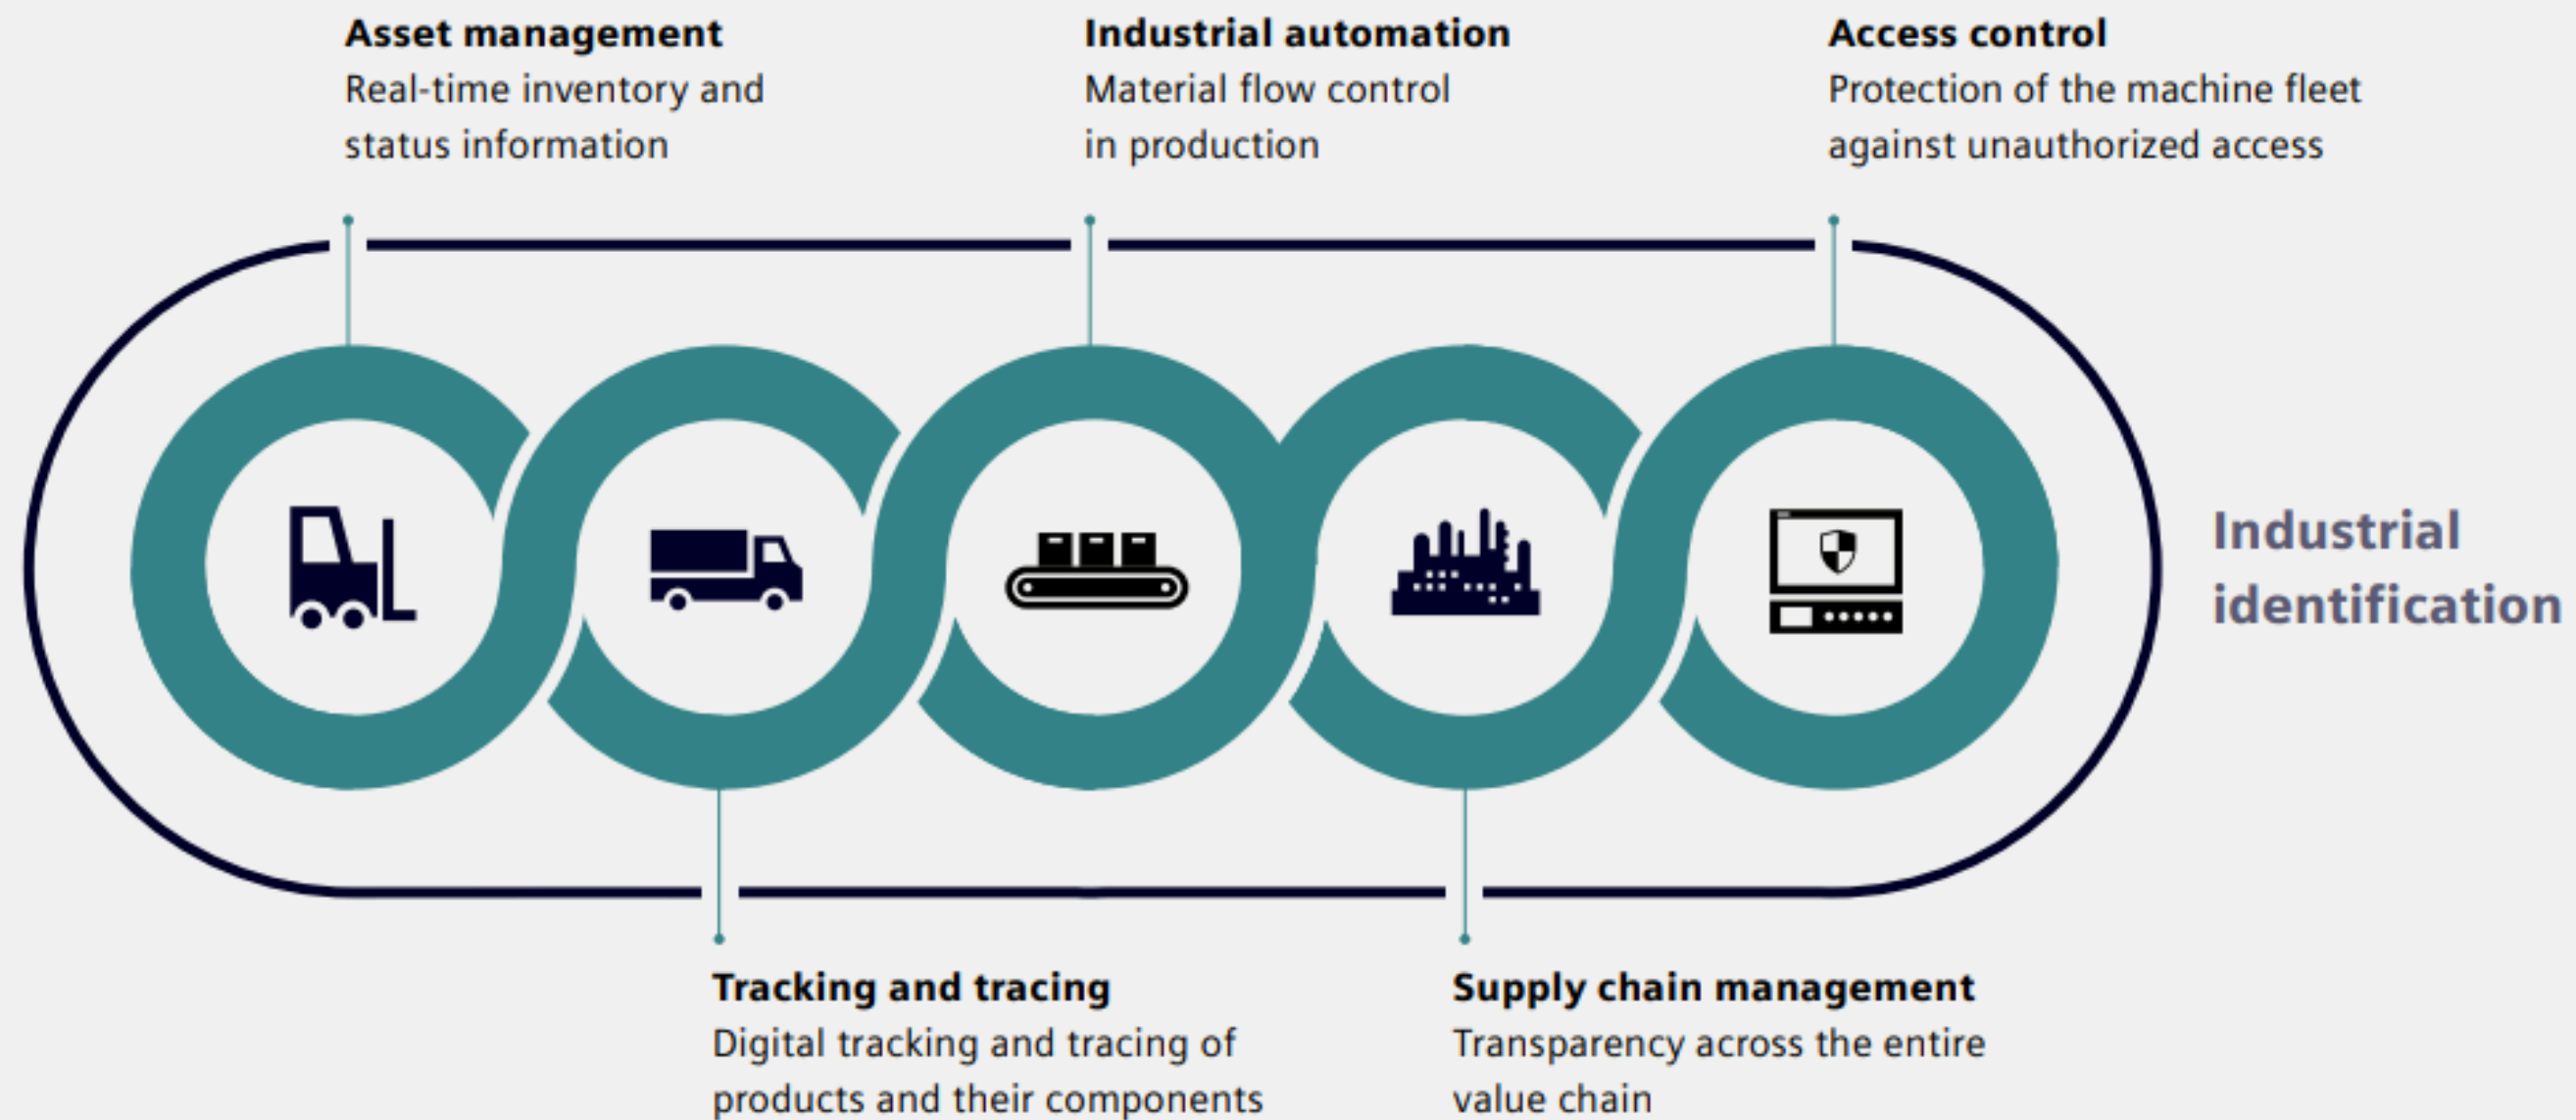 Asset management
Real-time inventory and
status information
Industrial automation
Material flow control
in production
Access control
Protection of the machine fleet
against unauthorized access
Industrial
identification
Tracking and tracing
Digital tracking and tracing of
products and their components
Supply chain management
Transparency across the entire
value chain